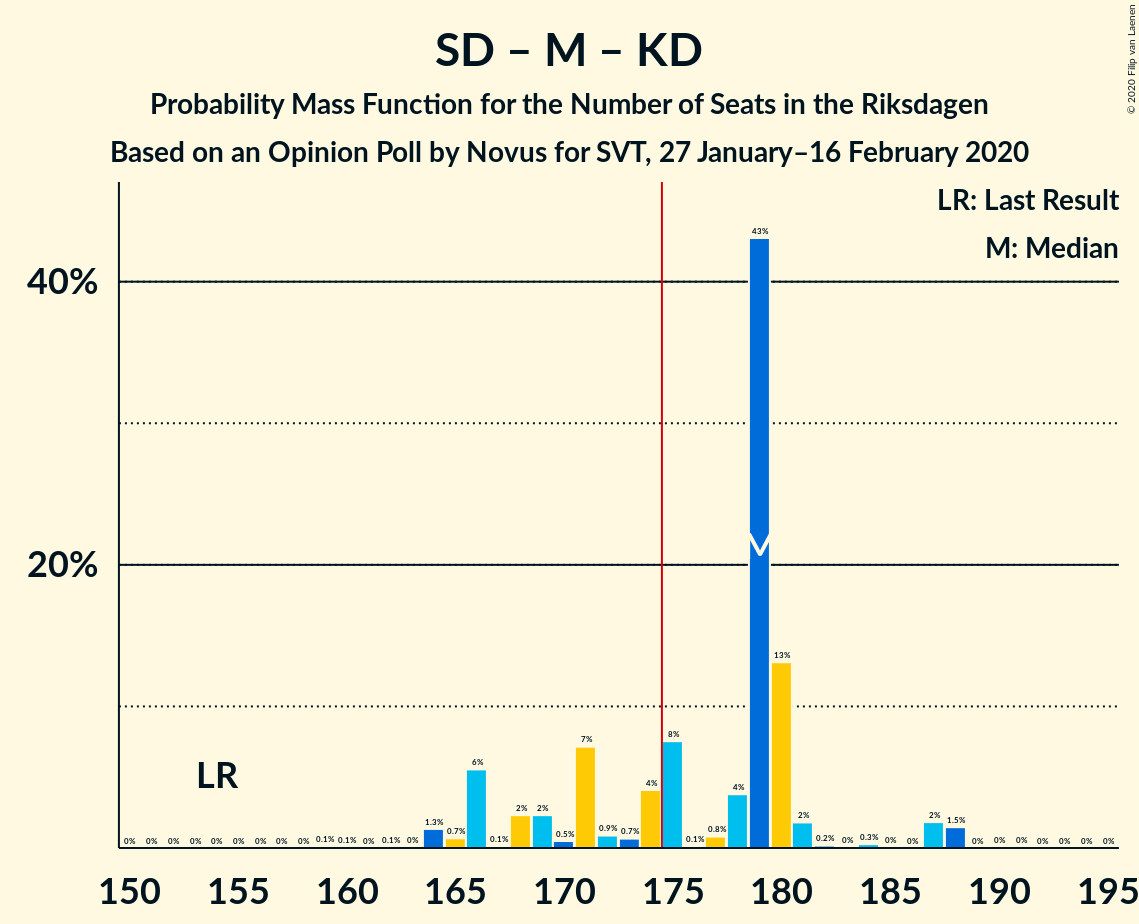 SD – M – KD
Probability Mass Function for the Number of Seats in the Riksdagen
Based on an Opinion Poll by Novus for SVT, 27 January–16 February 2020
© 2020 Filip van Laenen
LR: Last Result
M: Median
40%
20%
LR
M
0% 0% 0% 0% 0% 0% 0% 0% 0% 0.1% 0.1% 0% 0.1% 0% 1.3% 0.7% 6% 0.1% 2% 2% 0.5% 7% 0.9% 0.7% 4% 8% 0.1% 0.8% 4% 43% 13% 2% 0.2% 0% 0.3% 0% 0% 2% 1.5% 0% 0% 0% 0% 0% 0% 0%
150 155 160 165 170 175 180 185 190 195